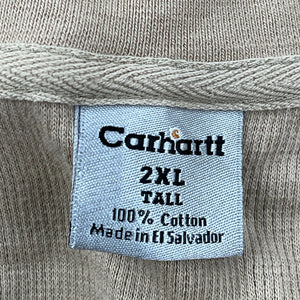 Carhartt
2XL
TALL
100% Cotton
Made in El Salvador